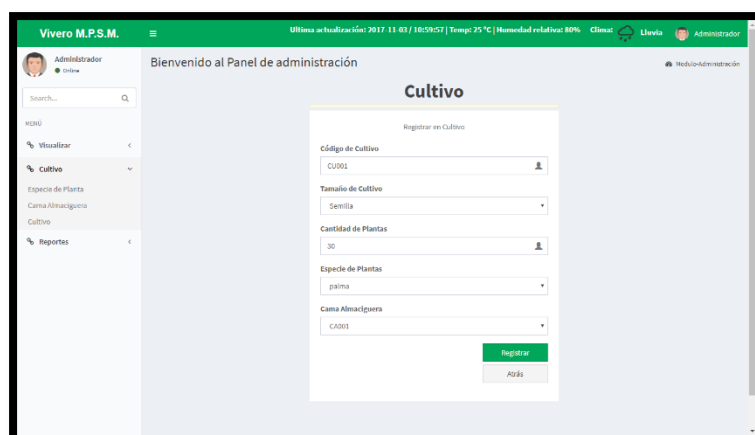 Vivero M.P.S.M.
Ultima actualización: 2017-11-03 / 10:59:57 | Temp: 25 °C | Humedad relativa: 80% Clima: Lluvia Administrador
Administrador
Online
Bienvenido al Panel de administración
Modulo-Administración
Search...
MENÚ
Visualizar
Cultivo
Especie de Planta
Cama Almaciguera
Cultivo
Reportes
Cultivo
Registrar en Cultivo
Código de Cultivo
CU001
Tamaño de Cultivo
Semilla
Cantidad de Plantas
30
Especie de Plantas
palma
Cama Almaciguera
CA001
Registrar
Atrás